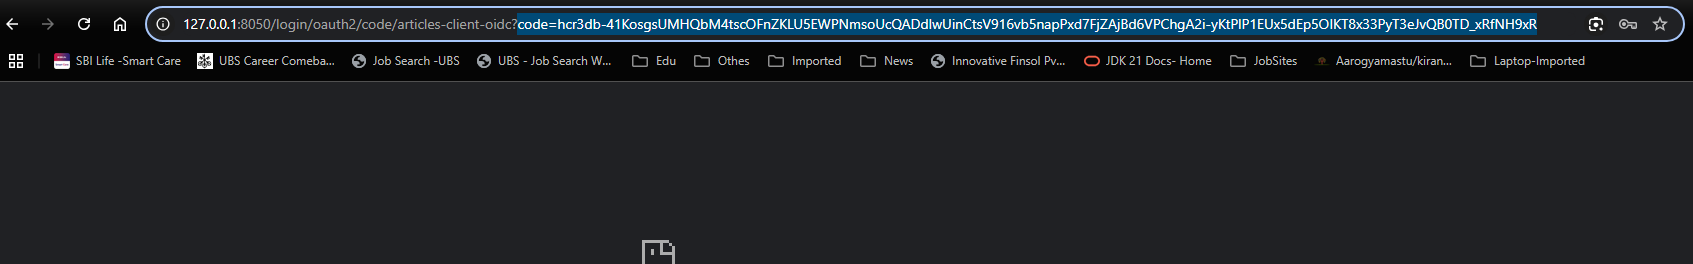 127.0.0.1:8050/login/oauth2/code/articles-client-oidc?code=hcr3db-41KosgsUMHQbM4tscOFnZKLU5EWPNmsoUcQADdlwUinCtsV916vb5napPxd7FjZAjBd6VPChgA2i-yKtPlP1EUx5dEp5OlKT8x33PyT3eJvQB0TD_xRfNH9xR
SBI Life -Smart Care UBS Career Comeba... Job Search -UBS UBS - Job Search W... Edu Othes Imported News Innovative Finsol Pv... JDK 21 Docs- Home JobSites Aarogyamastu/kiran... Laptop-Imported